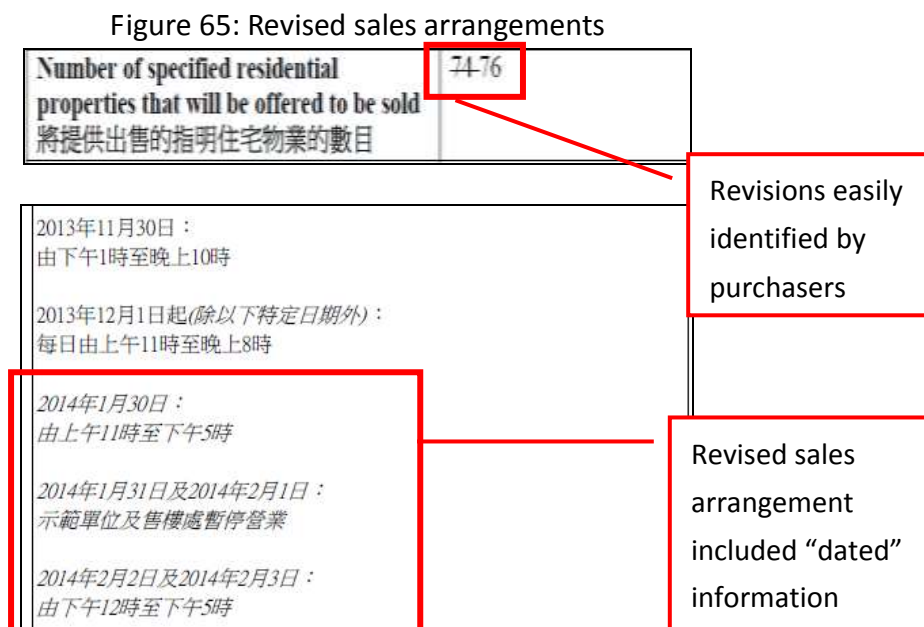 Figure 65: Revised sales arrangements
Number of specified residential
properties that will be offered to be sold
將提供出售的指明住宅物業的數目
74 76
Revisions easily
identified by
purchasers
2013年11月30日：
由下午1時至晚上10時
2013年12月1日起(除以下特定日期外)：
每日由上午11時至晚上8時
2014年1月30日：
由上午11時至下午5時
2014年1月31日及2014年2月1日：
示範單位及售樓處暫停營業
2014年2月2日及2014年2月3日：
由下午12時至下午5時
Revised sales
arrangement
included “dated”
information